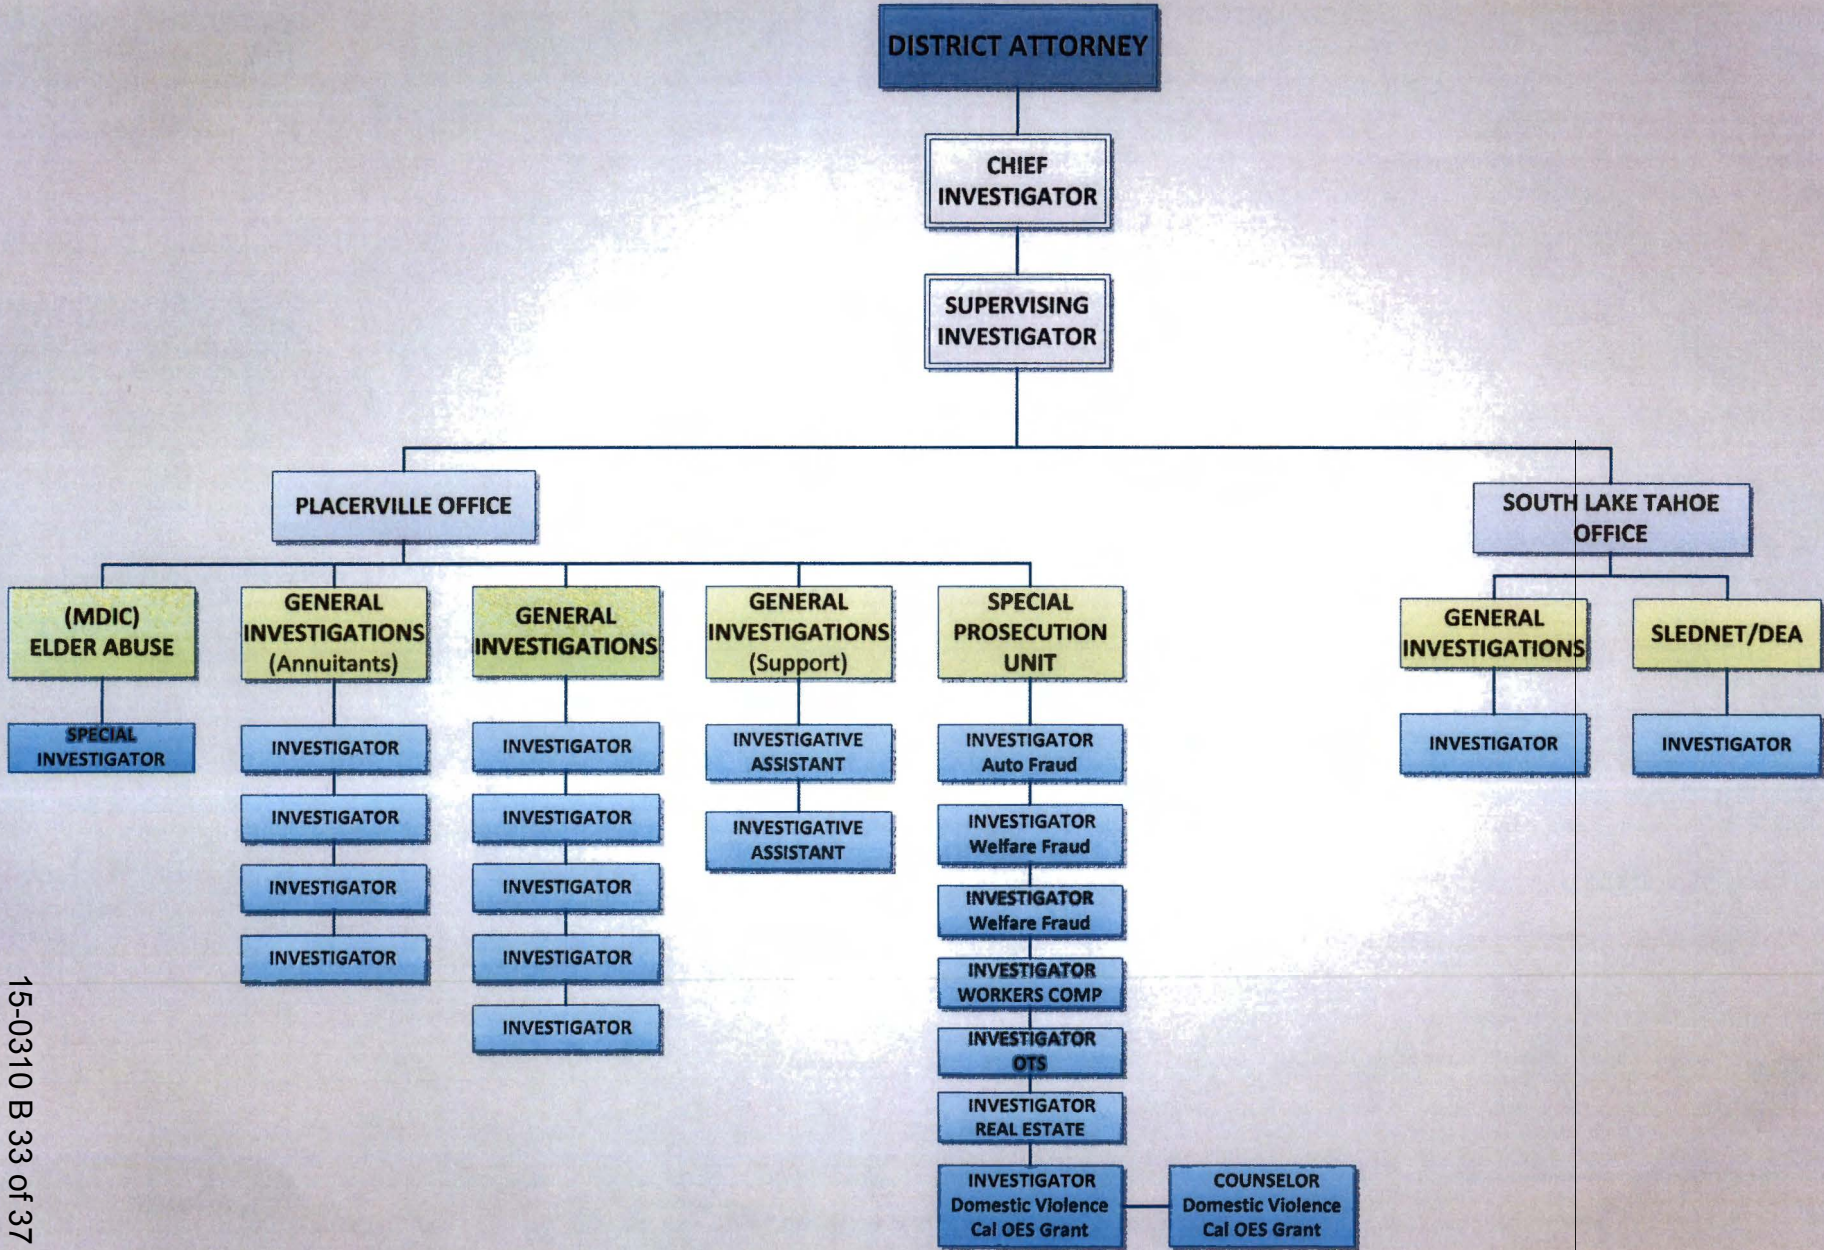 DISTRICT ATTORNEY
CHIEF
INVESTIGATOR
SUPERVISING
INVESTIGATOR
PLACERVILLE OFFICE
SOUTH LAKE TAHOE
OFFICE
(MDIC)
ELDER ABUSE
SPECIAL
INVESTIGATOR
GENERAL
INVESTIGATIONS
(Annuitants)
INVESTIGATOR
INVESTIGATOR
INVESTIGATOR
INVESTIGATOR
GENERAL
INVESTIGATIONS
INVESTIGATOR
INVESTIGATOR
INVESTIGATOR
INVESTIGATOR
INVESTIGATOR
GENERAL
INVESTIGATIONS
(Support)
INVESTIGATIVE
ASSISTANT
INVESTIGATIVE
ASSISTANT
SPECIAL
PROSECUTION
UNIT
INVESTIGATOR
Auto Fraud
INVESTIGATOR
Welfare Fraud
INVESTIGATOR
Welfare Fraud
INVESTIGATOR
WORKERS COMP
INVESTIGATOR
OTS
INVESTIGATOR
REAL ESTATE
INVESTIGATOR
Domestic Violence
Cal OES Grant
COUNSELOR
Domestic Violence
Cal OES Grant
GENERAL
INVESTIGATIONS
INVESTIGATOR
SLEDNET/DEA
INVESTIGATOR
15-0310 B 33 of 37